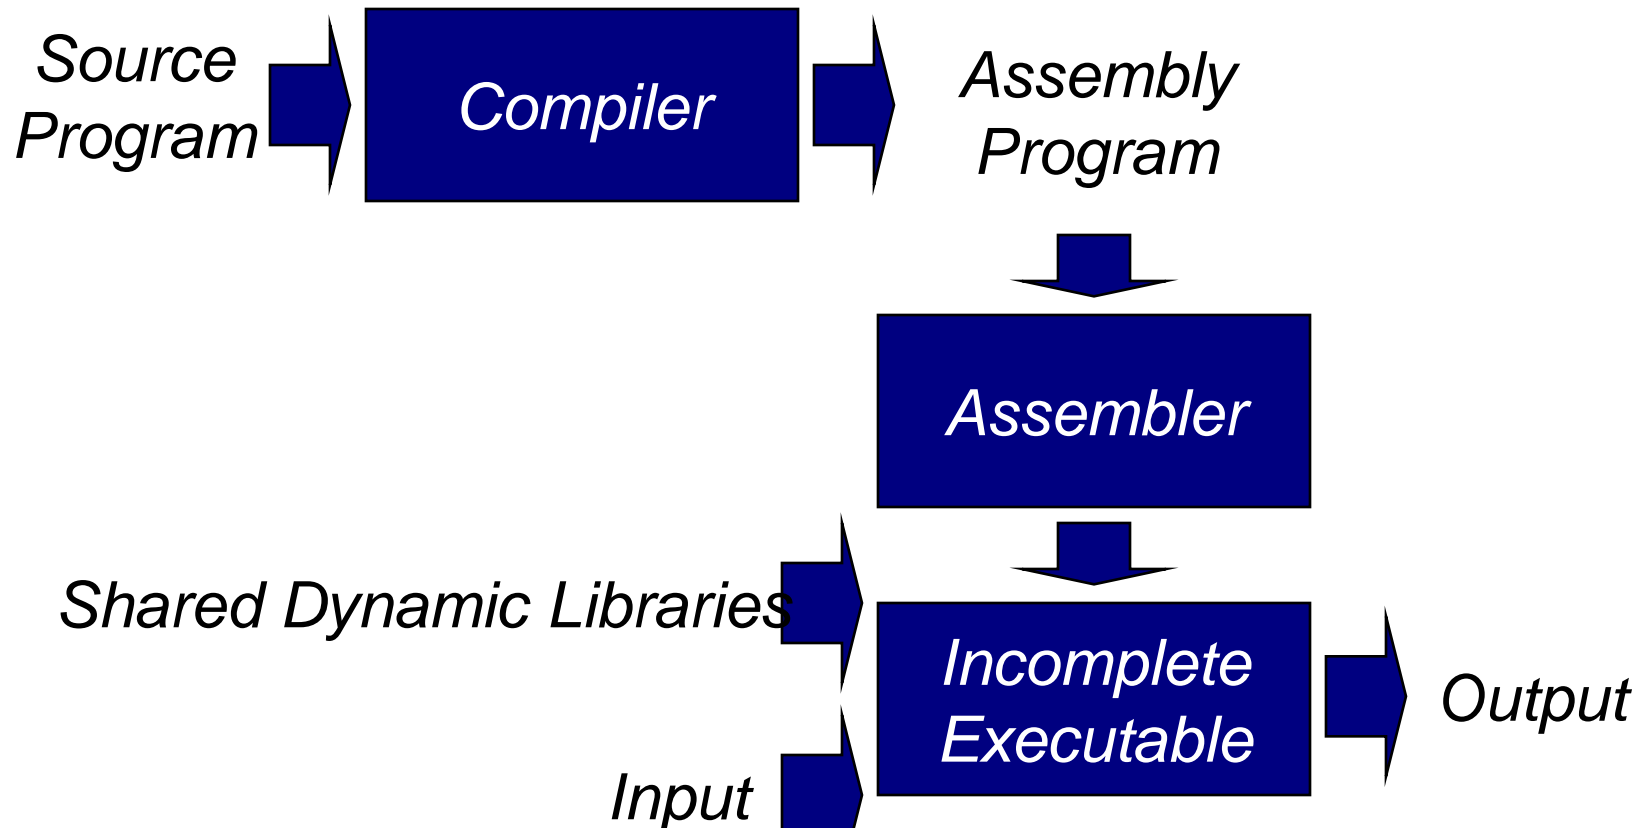 Source
Program
Compiler
Assembly
Program
Assembler
Shared Dynamic Libraries
Incomplete
Executable
Output
Input